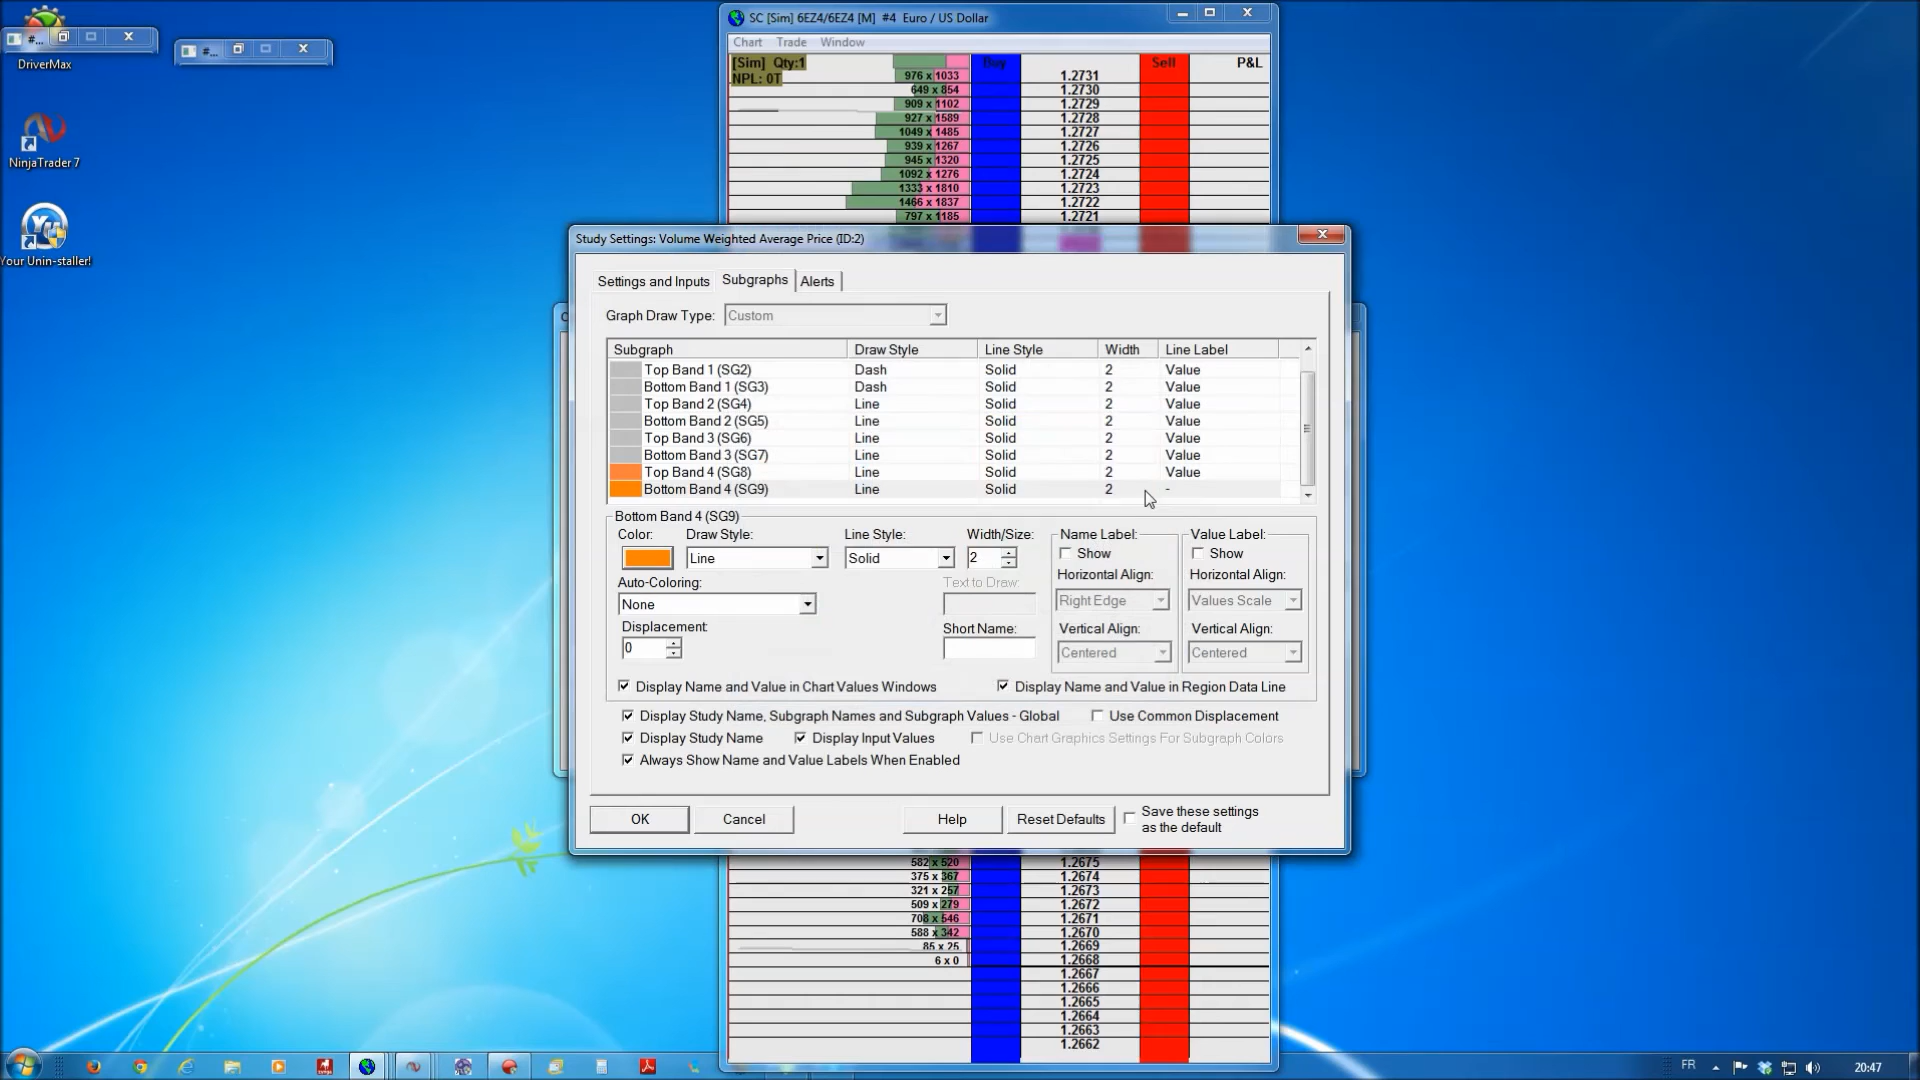 SC [Sim] 6EZ4/6EZ4 [M]  #4  Euro / US Dollar
#...
#...
DriverMax
NinjaTrader 7
Your Unin-staller!
Chart Trade Window
[Sim] Qty:1 Buy Sell P&L
NPL: 0T
976 x 1033 1.2731
649 x 854 1.2730
909 x 1102 1.2729
927 x 1589 1.2728
1049 x 1485 1.2727
939 x 1267 1.2726
945 x 1320 1.2725
1092 x 1276 1.2724
1333 x 1810 1.2723
1466 x 1837 1.2722
797 x 1185 1.2721
Study Settings: Volume Weighted Average Price (ID:2)
Settings and Inputs Subgraphs Alerts
Graph Draw Type: Custom
Subgraph Draw Style Line Style Width Line Label
Top Band 1 (SG2) Dash Solid 2 Value
Bottom Band 1 (SG3) Dash Solid 2 Value
Top Band 2 (SG4) Line Solid 2 Value
Bottom Band 2 (SG5) Line Solid 2 Value
Top Band 3 (SG6) Line Solid 2 Value
Bottom Band 3 (SG7) Line Solid 2 Value
Top Band 4 (SG8) Line Solid 2 Value
Bottom Band 4 (SG9) Line Solid 2 -
Bottom Band 4 (SG9)
Color: Draw Style: Line Style: Width/Size: Name Label: Value Label:
Line Solid 2 Show Show
Auto-Coloring: Text to Draw: Horizontal Align: Horizontal Align:
None Right Edge Values Scale
Displacement: Short Name: Vertical Align: Vertical Align:
0 Centered Centered
Display Name and Value in Chart Values Windows Display Name and Value in Region Data Line
Display Study Name, Subgraph Names and Subgraph Values - Global Use Common Displacement
Display Study Name Display Input Values Use Chart Graphics Settings For Subgraph Colors
Always Show Name and Value Labels When Enabled
OK Cancel Help Reset Defaults Save these settings
as the default
582 x 520 1.2675
375 x 367 1.2674
321 x 257 1.2673
509 x 279 1.2672
708 x 546 1.2671
588 x 342 1.2670
85 x 25 1.2669
6 x 0 1.2668
1.2667
1.2666
1.2665
1.2664
1.2663
1.2662
FR 20:47